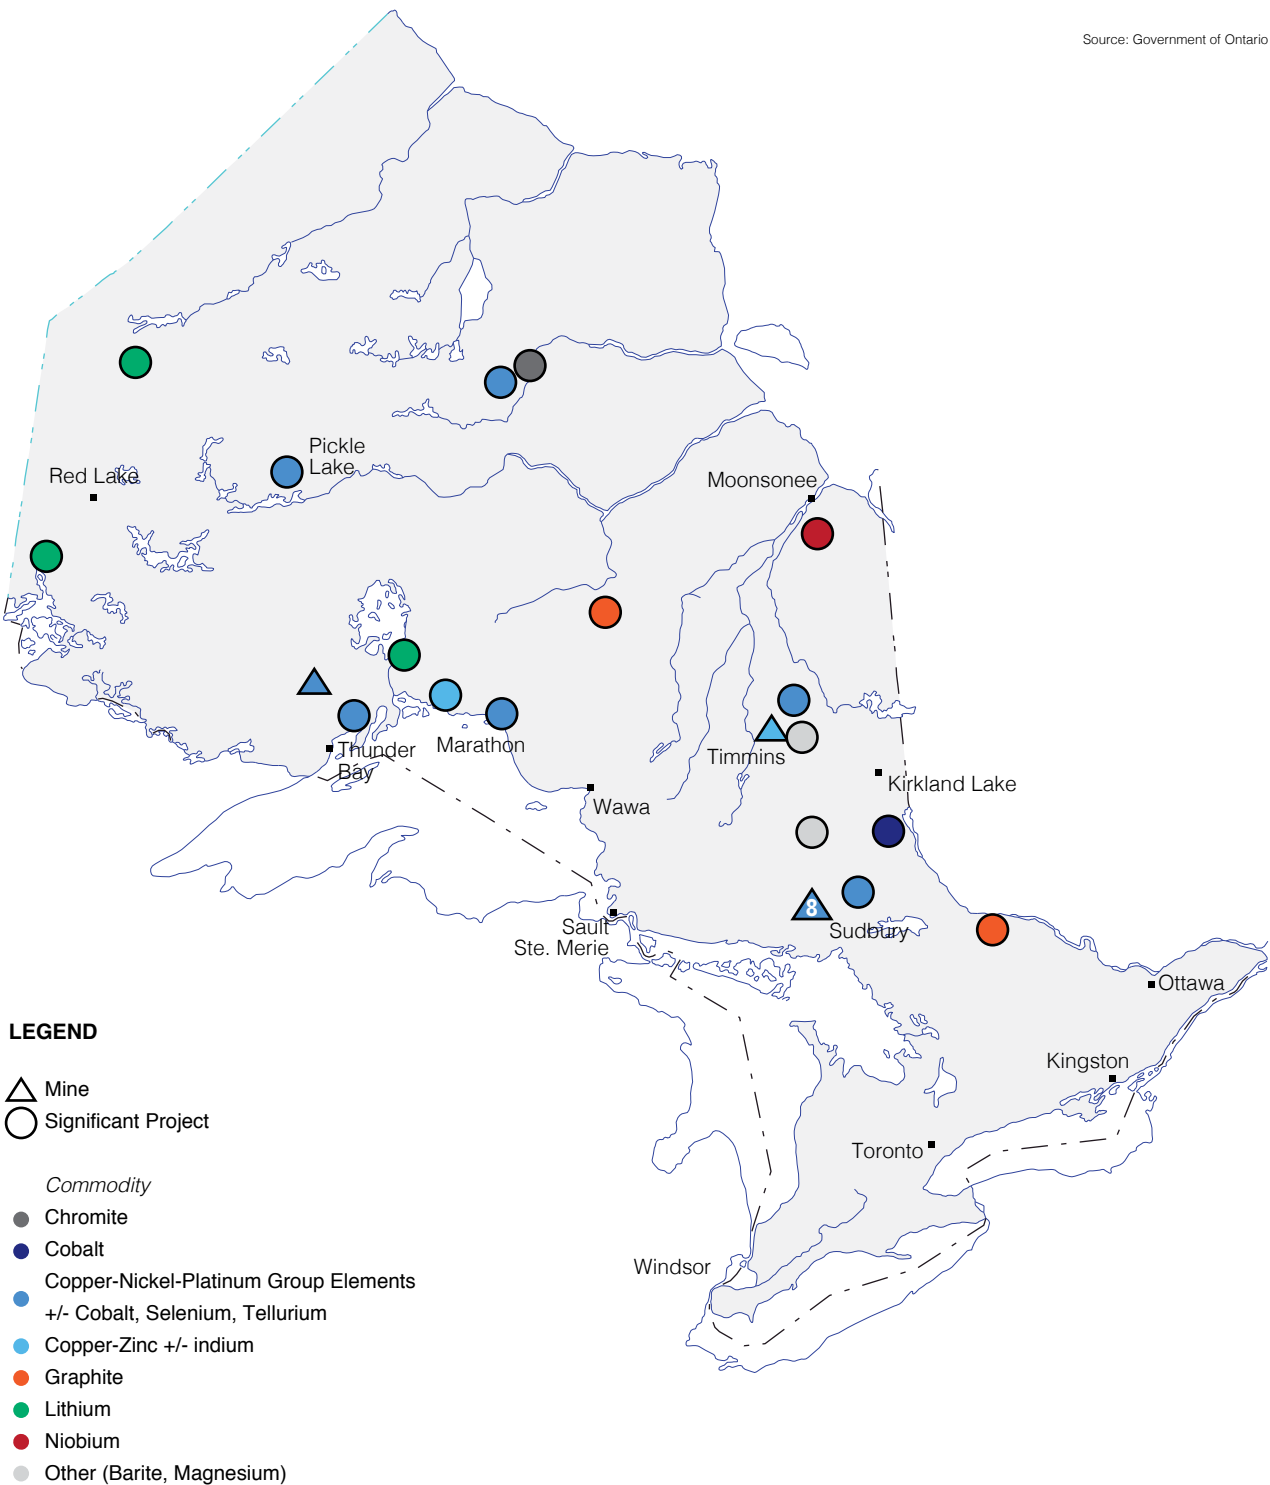 Source: Government of Ontario
Pickle
Lake
Red Lake
Moonsonee
Thunder
Bay
Marathon
Timmins
Kirkland Lake
Wawa
8
Sudbury
Sault
Ste. Merie
Ottawa
Kingston
Toronto
Windsor
LEGEND
Mine
Significant Project
Commodity
Chromite
Cobalt
Copper-Nickel-Platinum Group Elements
+/- Cobalt, Selenium, Tellurium
Copper-Zinc +/- indium
Graphite
Lithium
Niobium
Other (Barite, Magnesium)